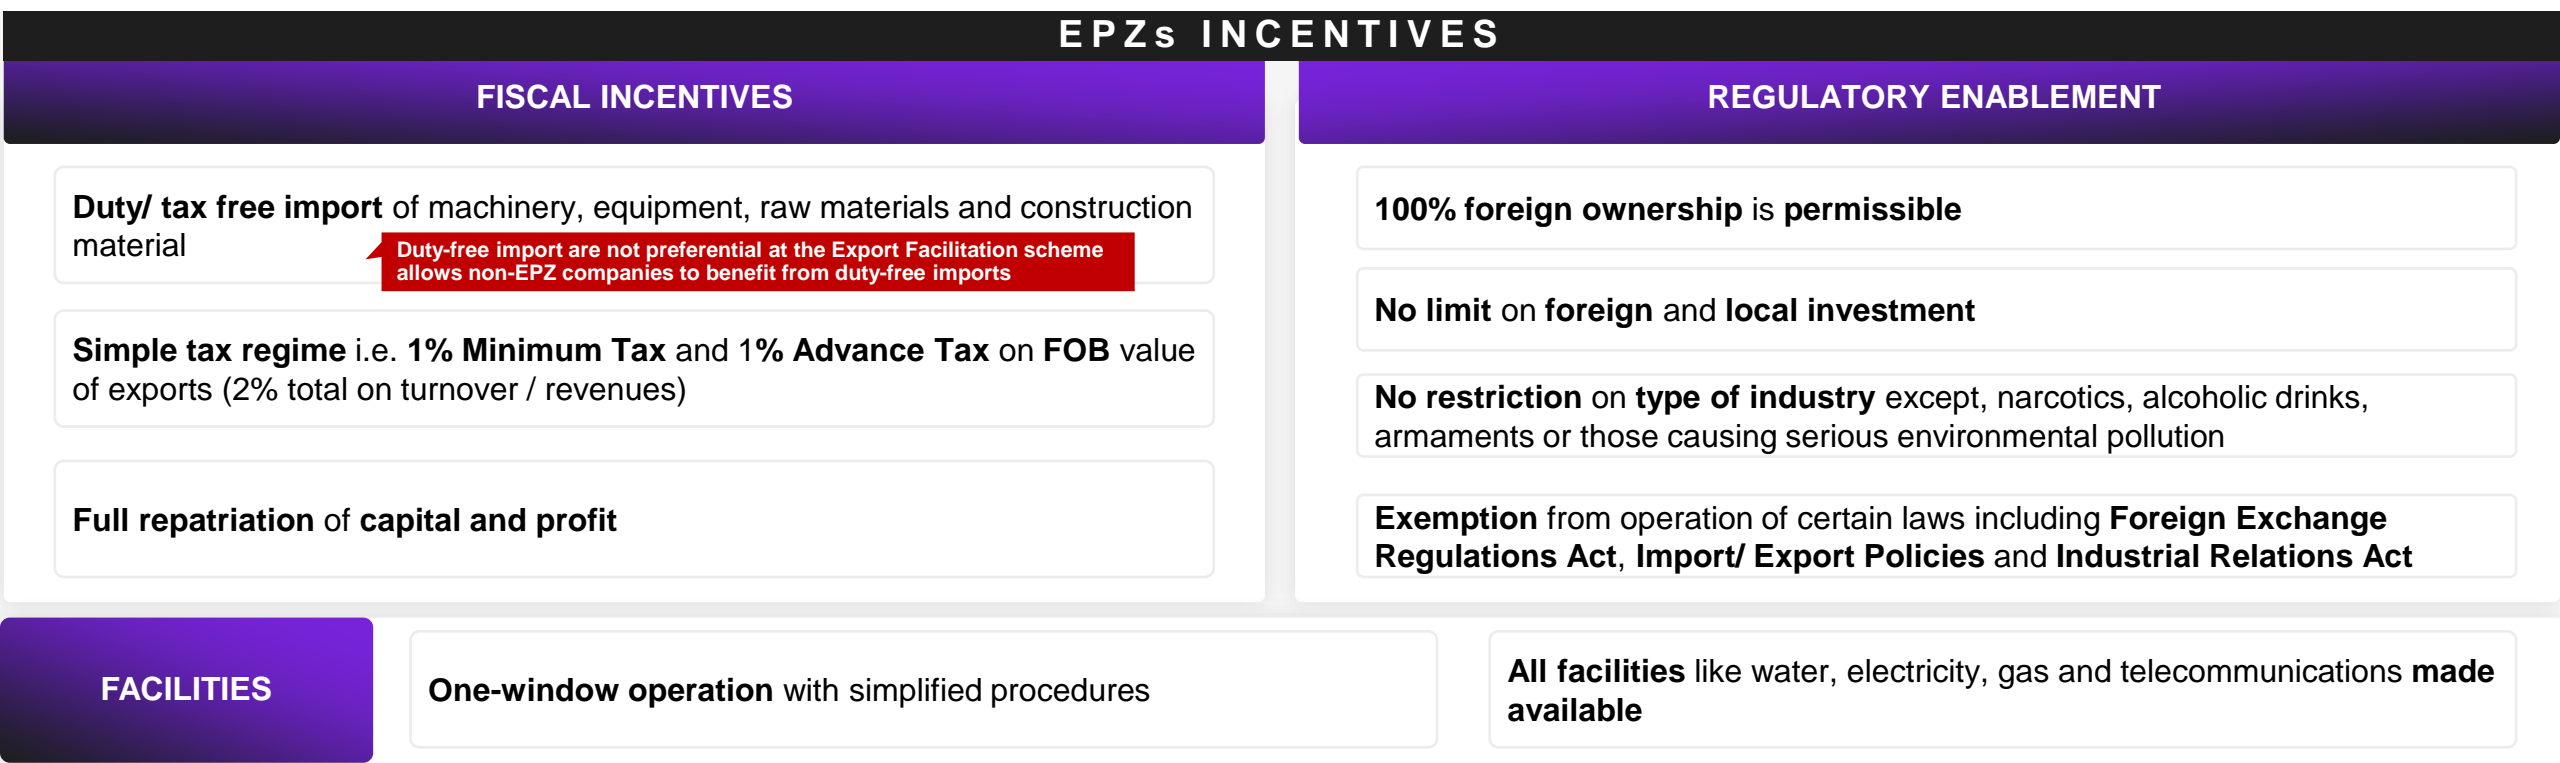 EPZs INCENTIVES
FISCAL INCENTIVES
Duty/ tax free import of machinery, equipment, raw materials and construction
material
Duty-free import are not preferential at the Export Facilitation scheme
allows non-EPZ companies to benefit from duty-free imports
Simple tax regime i.e. 1% Minimum Tax and 1% Advance Tax on FOB value
of exports (2% total on turnover / revenues)
Full repatriation of capital and profit
REGULATORY ENABLEMENT
100% foreign ownership is permissible
No limit on foreign and local investment
No restriction on type of industry except, narcotics, alcoholic drinks,
armaments or those causing serious environmental pollution
Exemption from operation of certain laws including Foreign Exchange
Regulations Act, Import/ Export Policies and Industrial Relations Act
FACILITIES
One-window operation with simplified procedures
All facilities like water, electricity, gas and telecommunications made
available